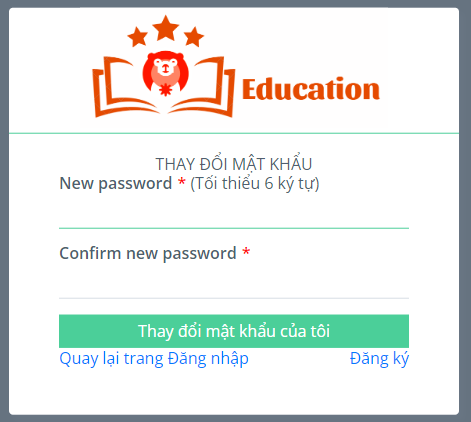 Education
THAY ĐỔI MẬT KHẨU
New password * (Tối thiểu 6 ký tự)
Confirm new password *
Thay đổi mật khẩu của tôi
Quay lại trang Đăng nhập Đăng ký